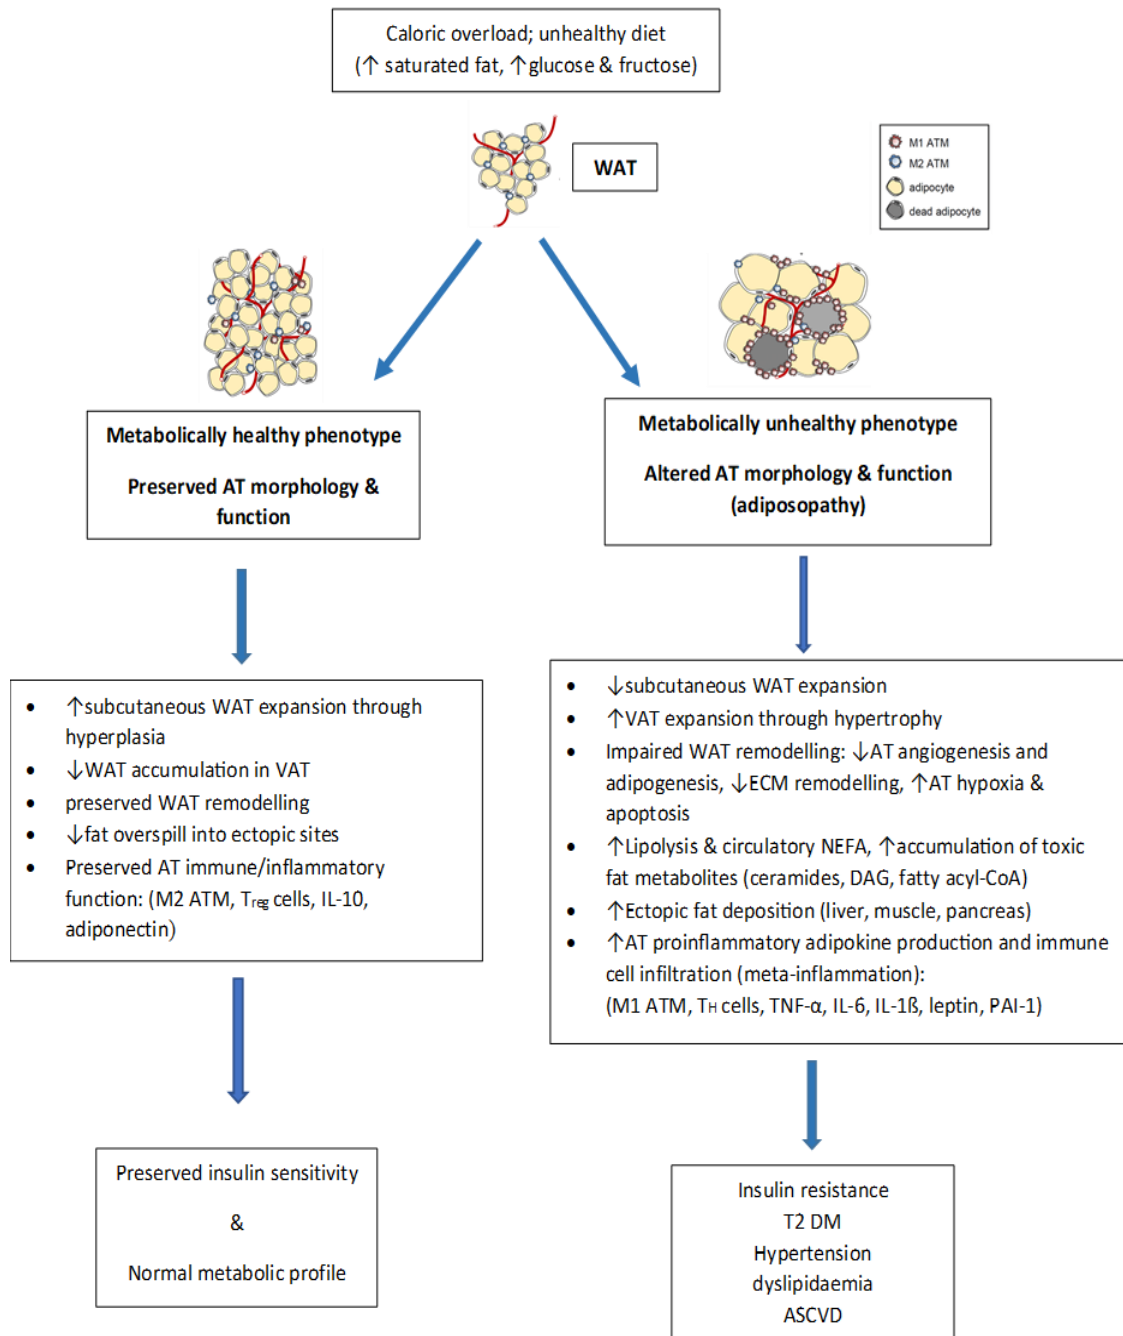 Caloric overload; unhealthy diet
(↑ saturated fat, ↑glucose & fructose)
WAT
M1 ATM
M2 ATM
adipocyte
dead adipocyte
Metabolically healthy phenotype
Preserved AT morphology &
function
Metabolically unhealthy phenotype
Altered AT morphology & function
(adiposopathy)
• ↑subcutaneous WAT expansion through
hyperplasia
• ↓WAT accumulation in VAT
• preserved WAT remodelling
• ↓fat overspill into ectopic sites
• Preserved AT immune/inflammatory
function: (M2 ATM, Treg cells, IL-10,
adiponectin)
• ↓subcutaneous WAT expansion
• ↑VAT expansion through hypertrophy
• Impaired WAT remodelling: ↓AT angiogenesis and
adipogenesis, ↓ECM remodelling, ↑AT hypoxia &
apoptosis
• ↑Lipolysis & circulatory NEFA, ↑accumulation of toxic
fat metabolites (ceramides, DAG, fatty acyl-CoA)
• ↑Ectopic fat deposition (liver, muscle, pancreas)
• ↑AT proinflammatory adipokine production and immune
cell infiltration (meta-inflammation):
(M1 ATM, TH cells, TNF-α, IL-6, IL-1ß, leptin, PAI-1)
Preserved insulin sensitivity
&
Normal metabolic profile
Insulin resistance
T2 DM
Hypertension
dyslipidaemia
ASCVD